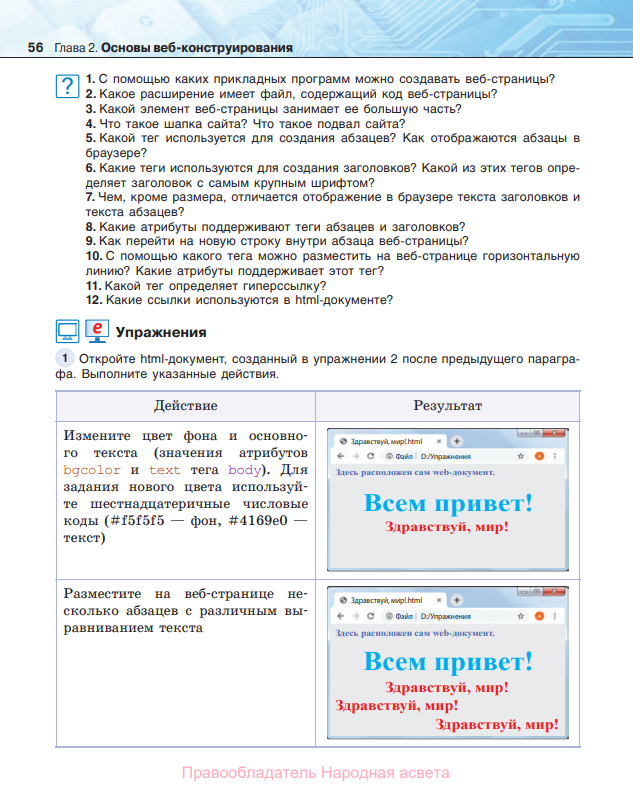 56 Глава 2. Основы веб-конструирования
?
1. С помощью каких прикладных программ можно создавать веб-страницы?
2. Какое расширение имеет файл, содержащий код веб-страницы?
3. Какой элемент веб-страницы занимает ее большую часть?
4. Что такое шапка сайта? Что такое подвал сайта?
5. Какой тег используется для создания абзацев? Как отображаются абзацы в
браузере?
6. Какие теги используются для создания заголовков? Какой из этих тегов опре-
деляет заголовок с самым крупным шрифтом?
7. Чем, кроме размера, отличается отображение в браузере текста заголовков и
текста абзацев?
8. Какие атрибуты поддерживают теги абзацев и заголовков?
9. Как перейти на новую строку внутри абзаца веб-страницы?
10. С помощью какого тега можно разместить на веб-странице горизонтальную
линию? Какие атрибуты поддерживает этот тег?
11. Какой тег определяет гиперссылку?
12. Какие ссылки используются в html-документе?
e Упражнения
1 Откройте html-документ, созданный в упражнении 2 после предыдущего парагра-
фа. Выполните указанные действия.
Действие
Результат
Измените цвет фона и основно-
го текста (значения атрибутов
bgcolor и text тега body). Для
задания нового цвета используй-
те шестнадцатеричные числовые
коды (#f5f5f5 — фон, #4169e0 —
текст)
Здравствуй, мир!.html
Файл | D:/Упражнения
Здесь расположен сам web-документ.
Всем привет!
Здравствуй, мир!
Разместите на веб-странице не-
сколько абзацев с различным вы-
равниванием текста
Здравствуй, мир!.html
Файл | D:/Упражнения
Здесь расположен сам web-документ.
Всем привет!
Здравствуй, мир!
Здравствуй, мир!
Здравствуй, мир!
Правообладатель Народная асвета